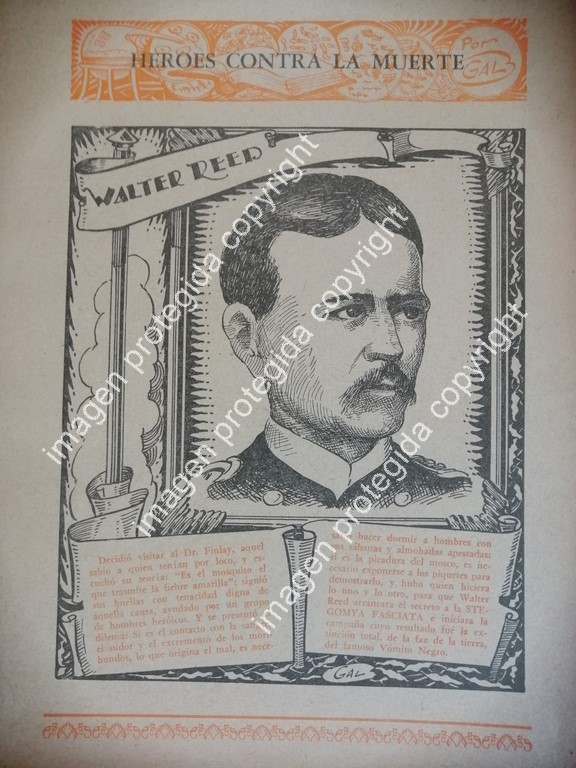 HEROES CONTRA LA MUERTE
Por
GAL
WALTER REED
Decidió visitar al Dr. Finlay, aquel
sabio a quien tenían por loco, y es-
cuchó su teoría: "Es el mosquito el
que trasmite la fiebre amarilla"; siguió
sus huellas con tenacidad digna de
aquella causa, ayudado por un grupo
de hombres heróicos. Y se presentó el
dilema: Si es el contacto con la sangre,
el sudor y el excremento de los mori-
bundos, lo que origina el mal, es nece-
sario hacer dormir a hombres con
sus sábanas y almohadas apestadas;
si es la picadura del mosco, es ne-
cesario exponerse a los piquetes para
demostrarlo, y hubo quien hiciera
lo uno y lo otro, para que Walter
Reed arrancara el secreto a la STE-
GOMYA FASCIATA e iniciara la
campaña cuyo resultado fué la ex-
tinción total, de la faz de la tierra,
del famoso Vómito Negro.
GAL
imagen protegida copyright
imagen protegida copyright
imagen protegida copyright